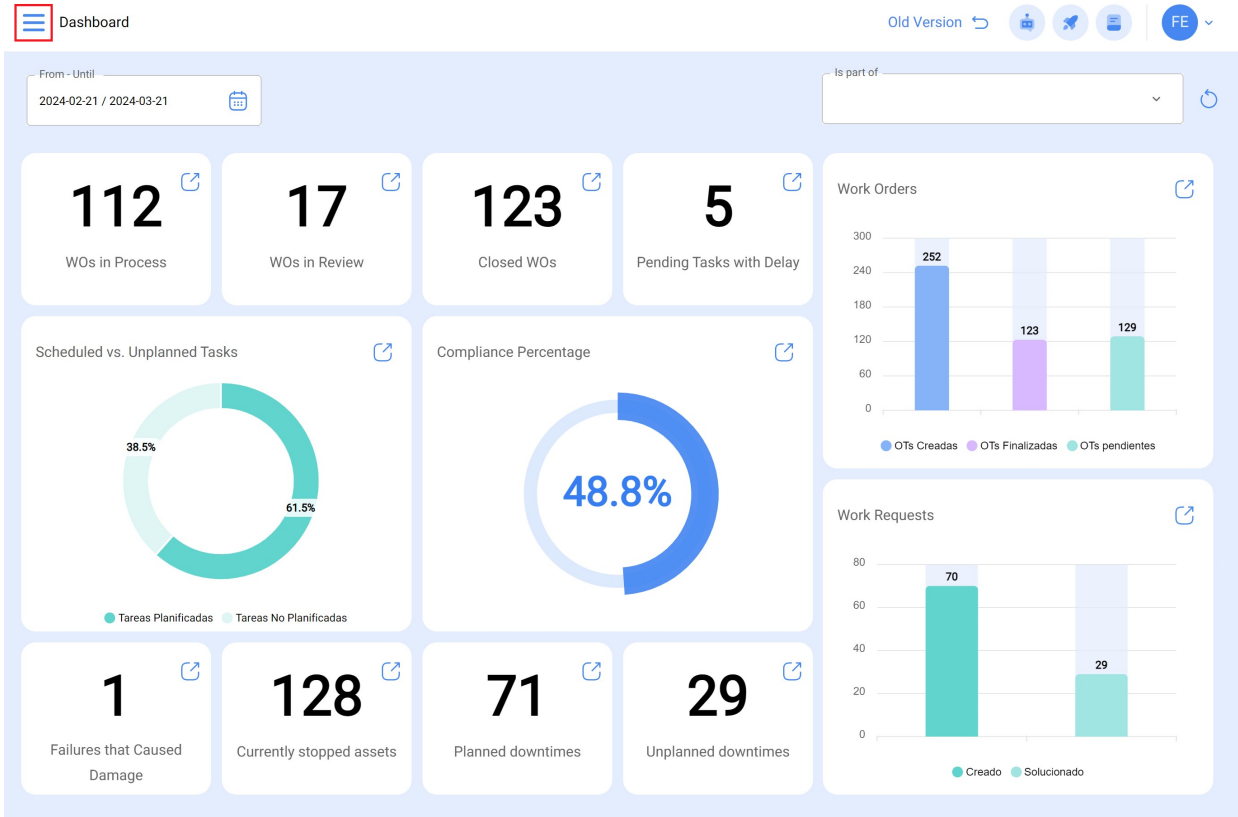 Dashboard
Old Version
FE
From - Until
2024-02-21 / 2024-03-21
Is part of
112
WOs in Process
17
WOs in Review
123
Closed WOs
5
Pending Tasks with Delay
Work Orders
300
240
180
120
60
0
252
123
129
OTs Creadas OTs Finalizadas OTs pendientes
Scheduled vs. Unplanned Tasks
38.5%
61.5%
Tareas Planificadas Tareas No Planificadas
Compliance Percentage
48.8%
Work Requests
80
60
40
20
0
70
29
Creado Solucionado
1
Failures that Caused
Damage
128
Currently stopped assets
71
Planned downtimes
29
Unplanned downtimes